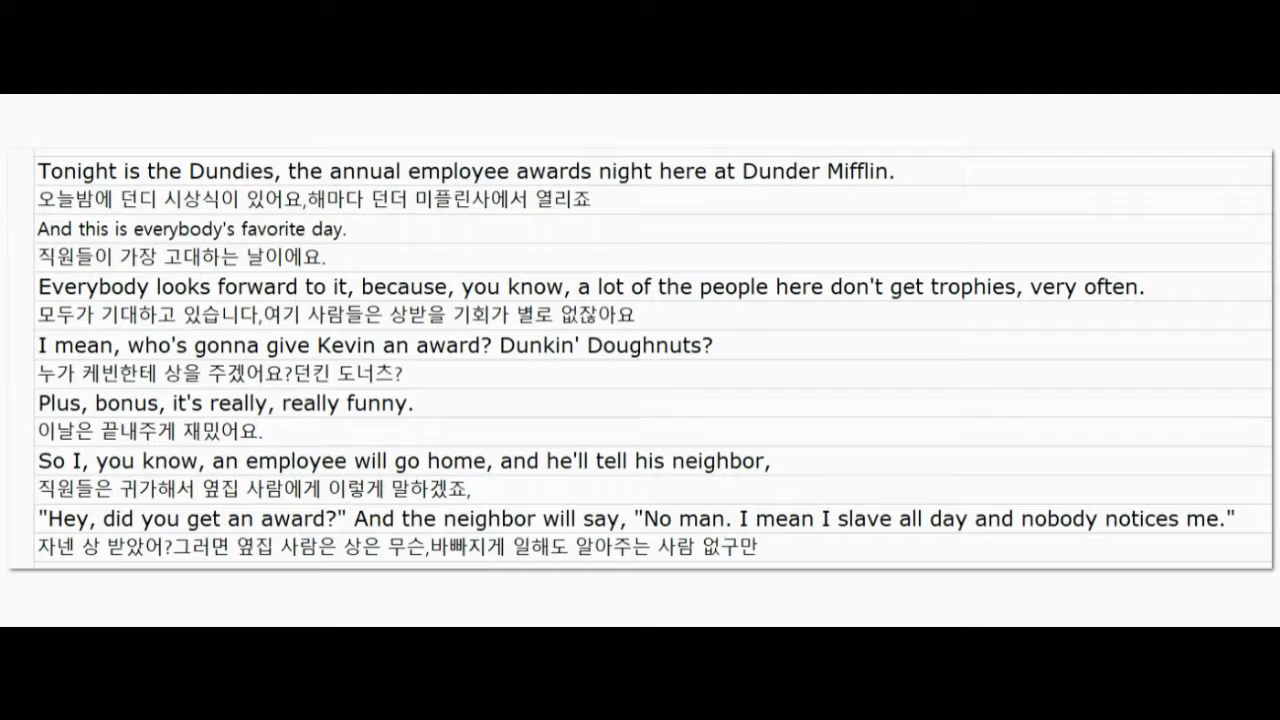 Tonight is the Dundies, the annual employee awards night here at Dunder Mifflin.
오늘밤에 던디 시상식이 있어요,해마다 던더 미플린사에서 열리죠
And this is everybody's favorite day.
직원들이 가장 고대하는 날이에요.
Everybody looks forward to it, because, you know, a lot of the people here don't get trophies, very often.
모두가 기대하고 있습니다,여기 사람들은 상받을 기회가 별로 없잖아요
I mean, who's gonna give Kevin an award? Dunkin' Doughnuts?
누가 케빈한테 상을 주겠어요?던킨 도너츠?
Plus, bonus, it's really, really funny.
이날은 끝내주게 재밌어요.
So I, you know, an employee will go home, and he'll tell his neighbor,
직원들은 귀가해서 옆집 사람에게 이렇게 말하겠죠,
"Hey, did you get an award?" And the neighbor will say, "No man. I mean I slave all day and nobody notices me."
자넨 상 받았어?그러면 옆집 사람은 상은 무슨,바빠지게 일해도 알아주는 사람 없구만